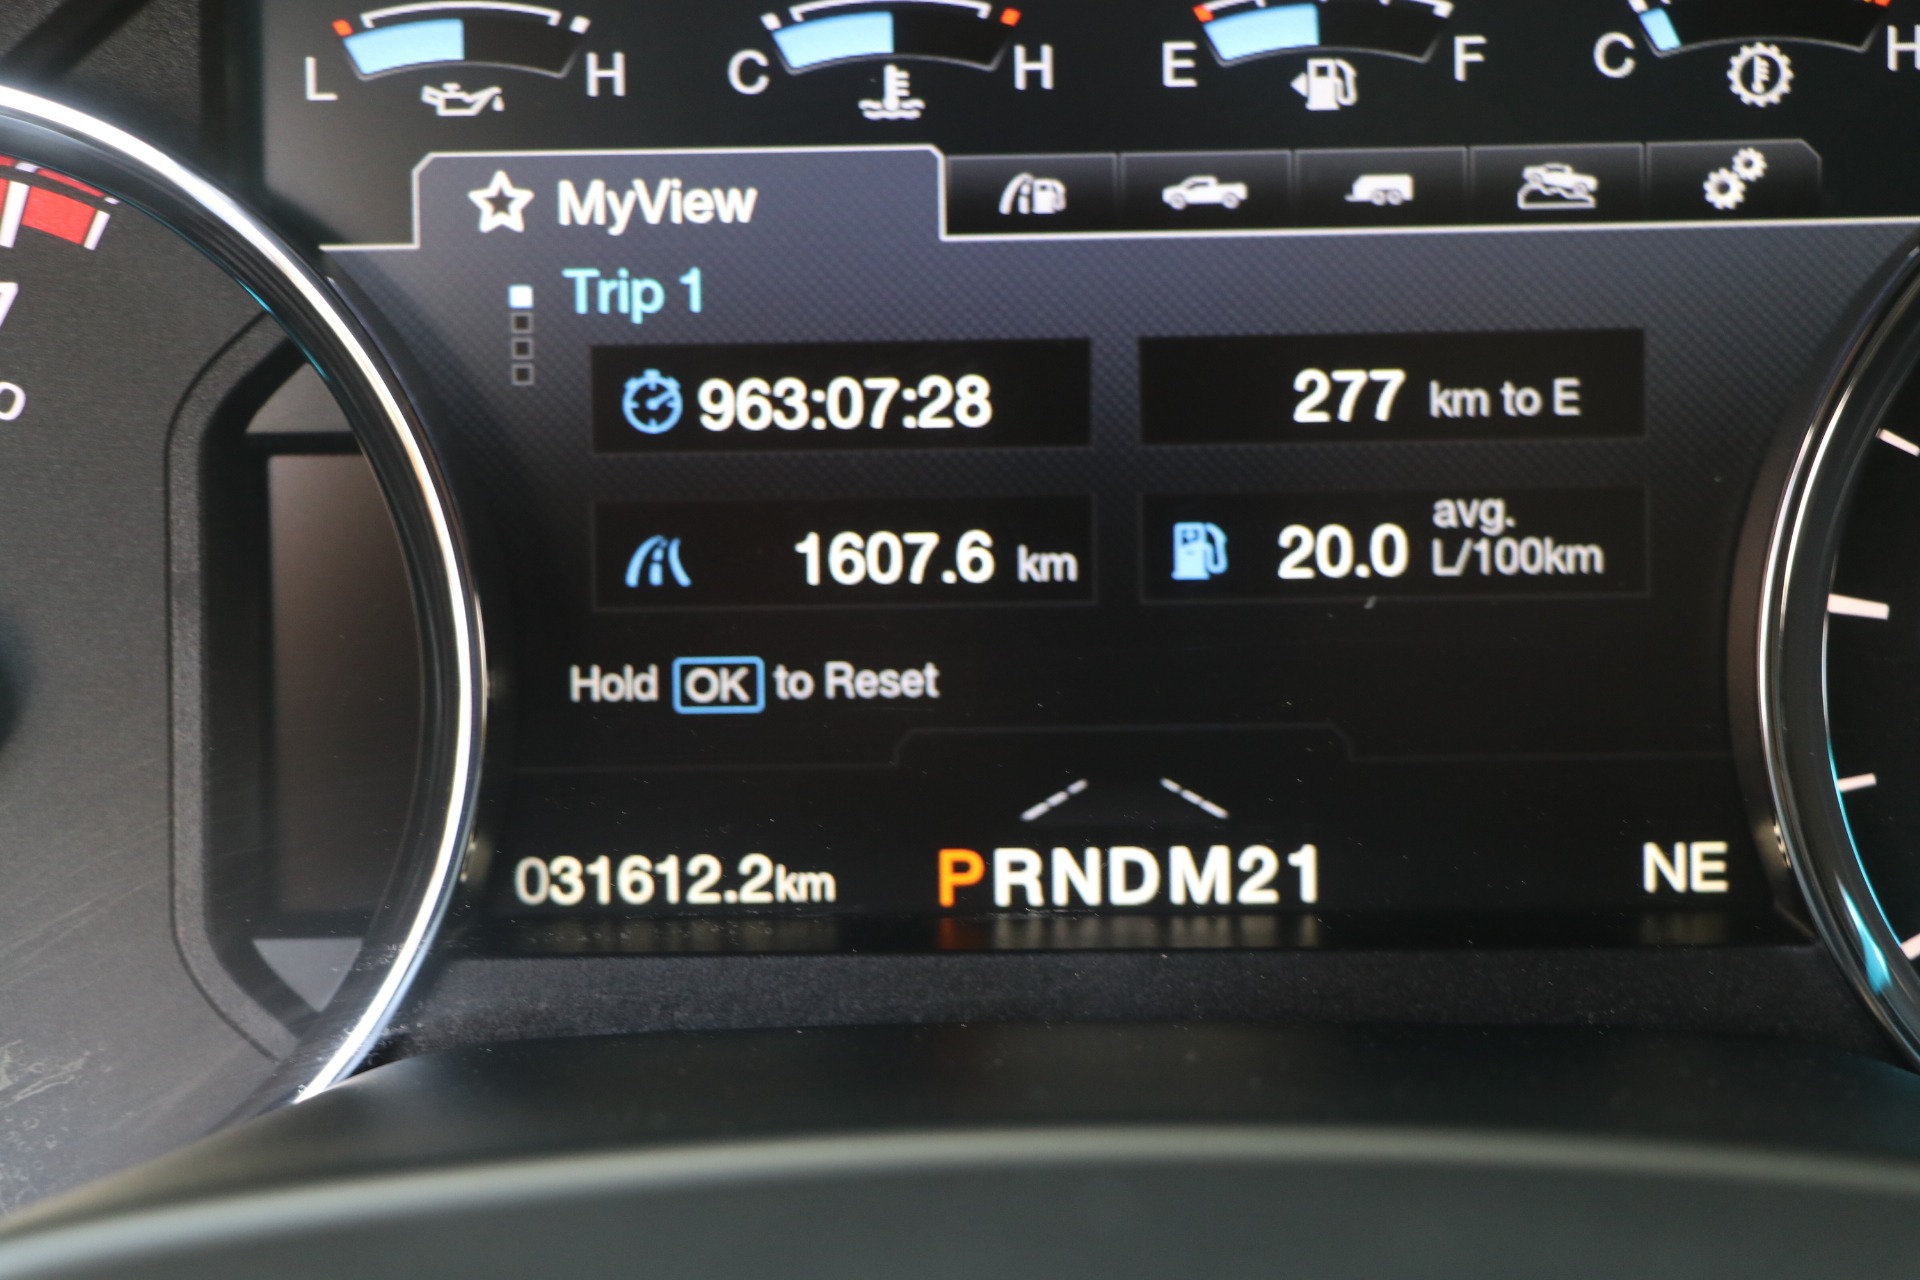 L H C H E F C H
MyView
Trip 1
963:07:28
277 km to E
1607.6 km
20.0 avg. L/100km
Hold OK to Reset
031612.2km
PRNDM21
NE